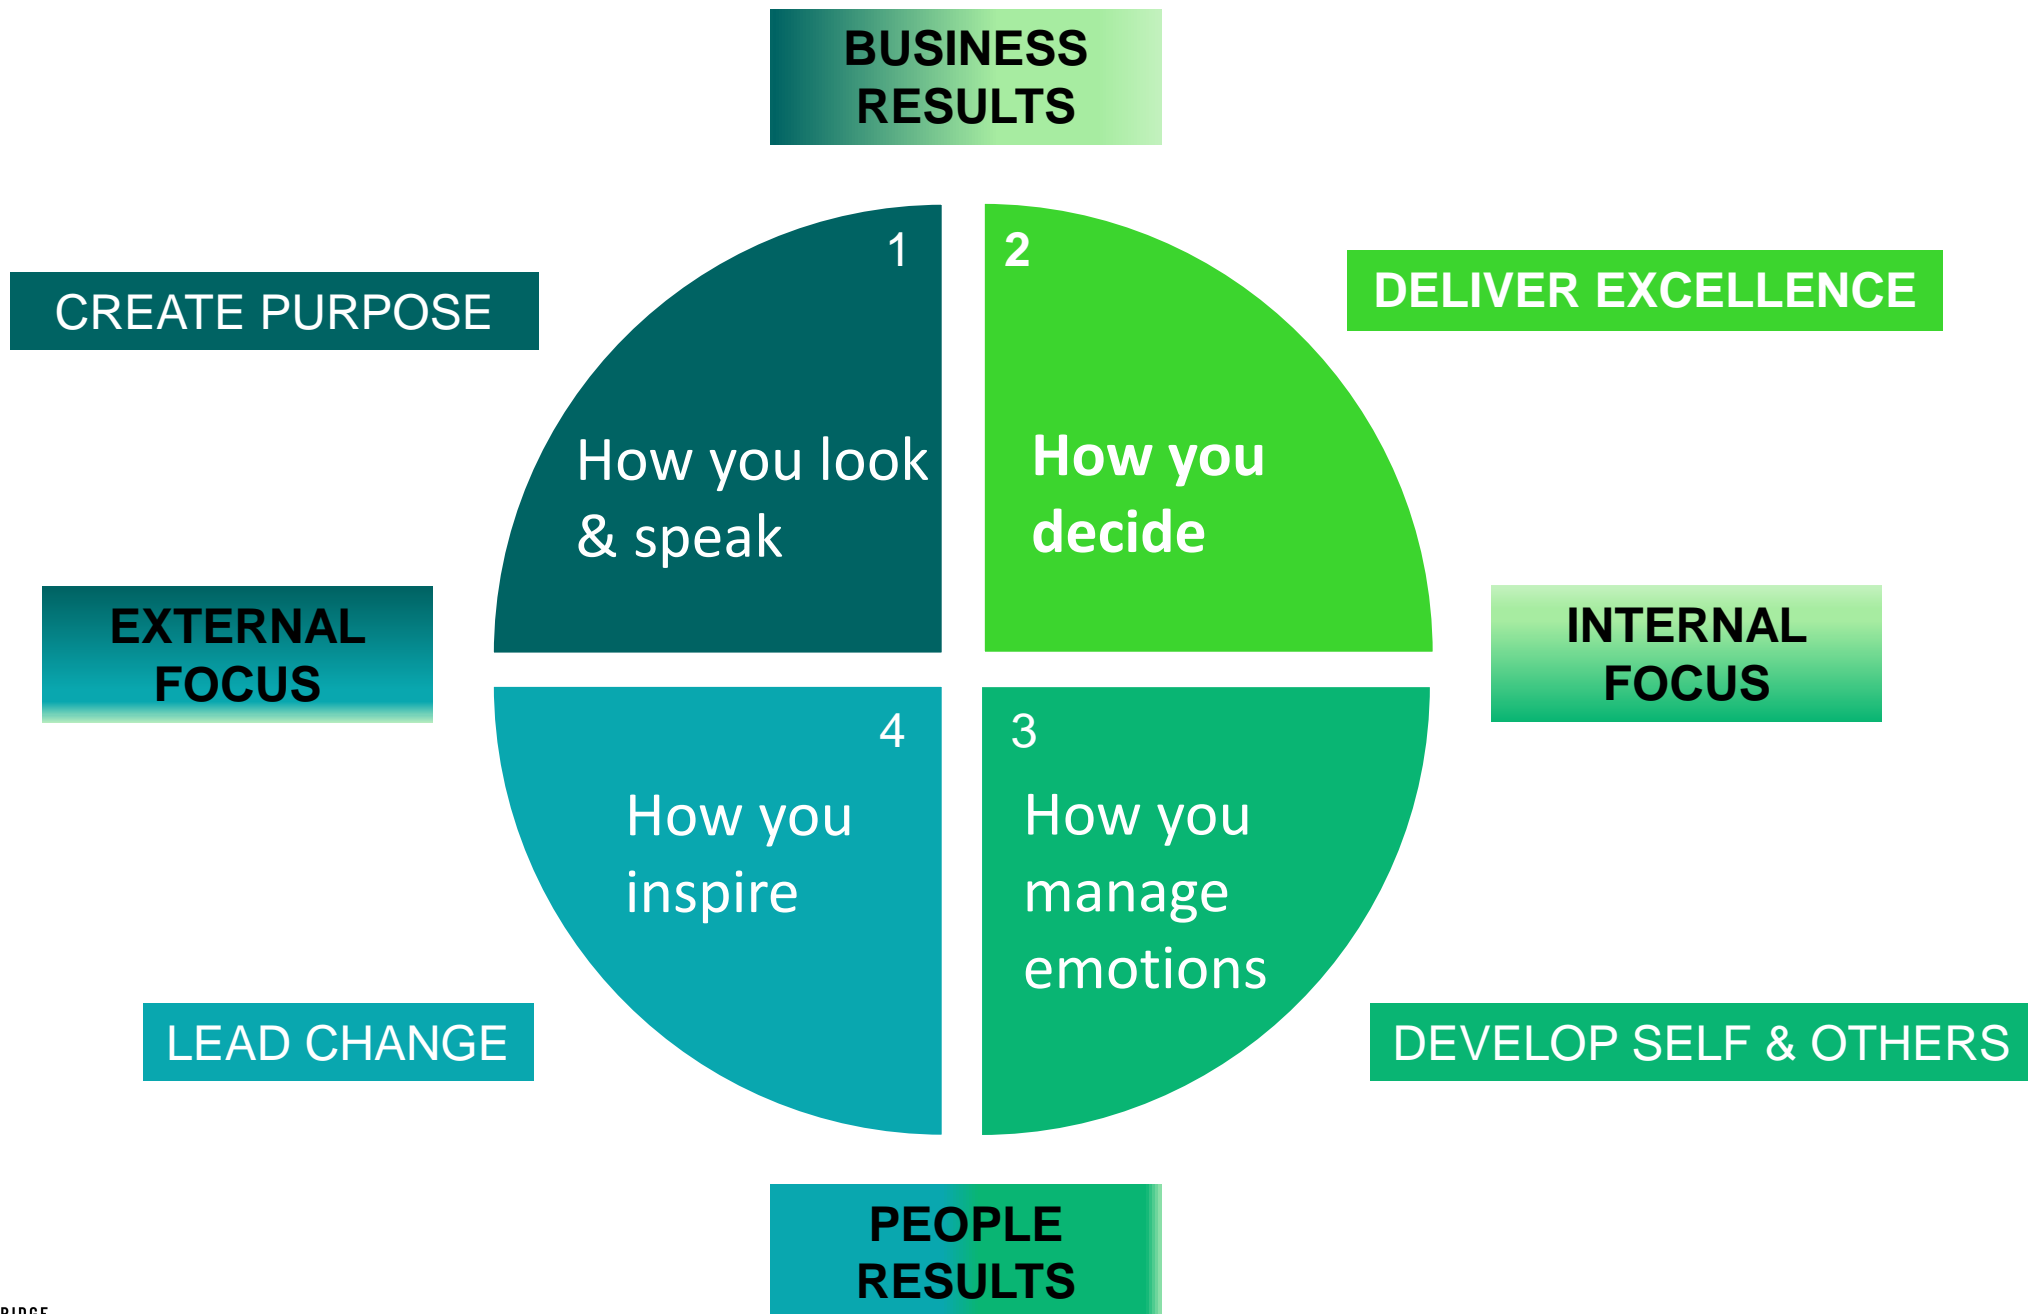 BUSINESS
RESULTS
1
2
CREATE PURPOSE
DELIVER EXCELLENCE
How you look
& speak
How you
decide
EXTERNAL
FOCUS
INTERNAL
FOCUS
4
3
How you
inspire
How you
manage
emotions
LEAD CHANGE
DEVELOP SELF & OTHERS
PEOPLE
RESULTS